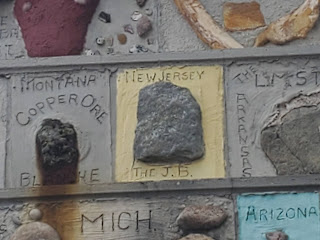 MONTANA
COPPER ORE
NEW JERSEY
THE J.B.
ARKANSAS
MICH
ARIZONA